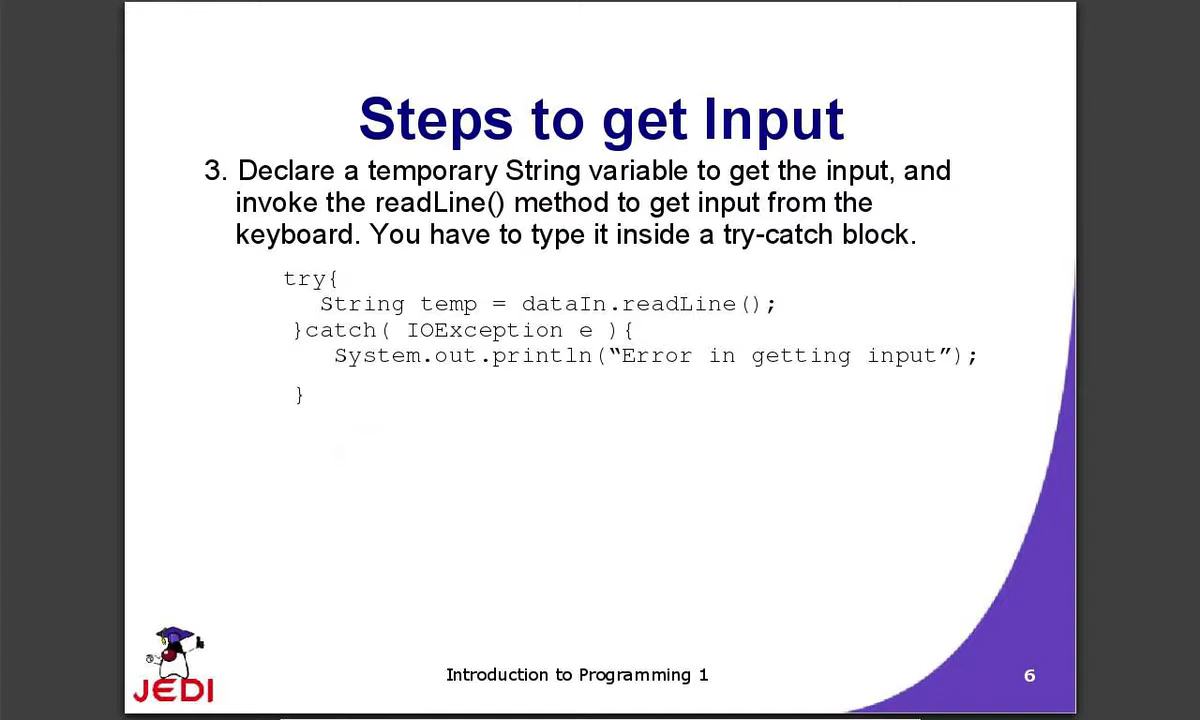 Steps to get Input
3. Declare a temporary String variable to get the input, and
invoke the readLine() method to get input from the
keyboard. You have to type it inside a try-catch block.
try{
String temp = dataIn.readLine();
}catch( IOException e ){
System.out.println(“Error in getting input”);
}
JEDI
Introduction to Programming 1
6